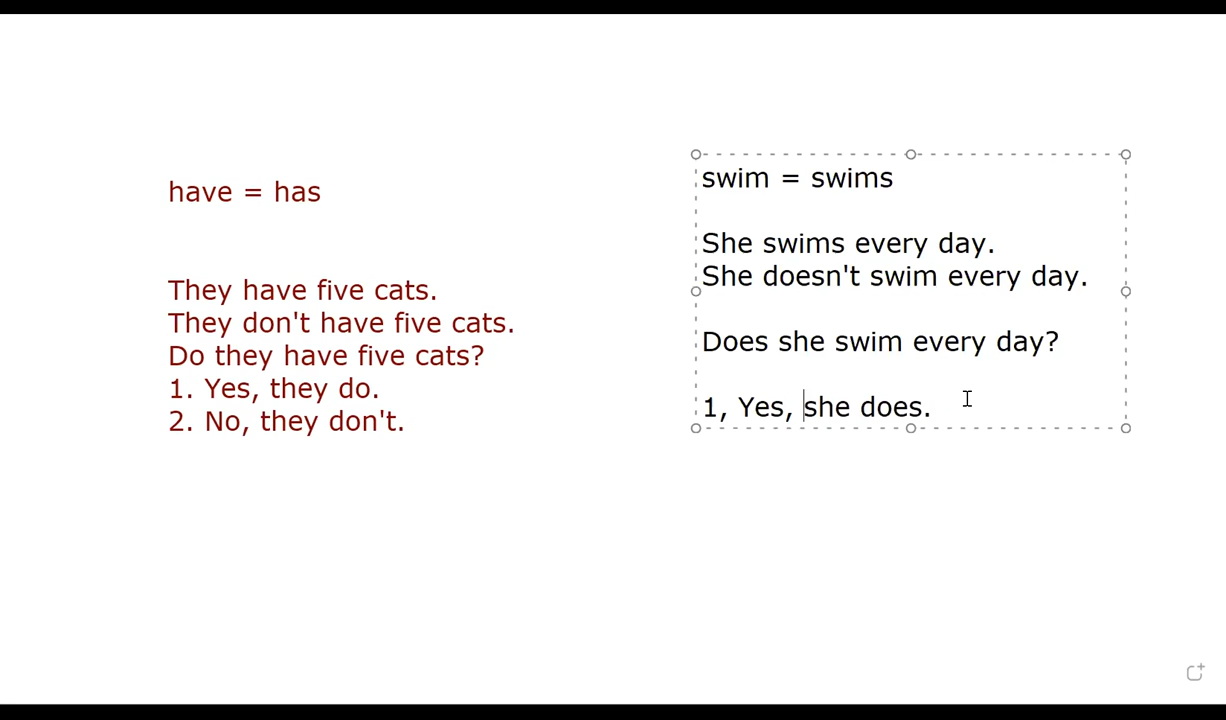 have = has
They have five cats.
They don't have five cats.
Do they have five cats?
1. Yes, they do.
2. No, they don't.
swim = swims
She swims every day.
She doesn't swim every day.
Does she swim every day?
1, Yes, she does.